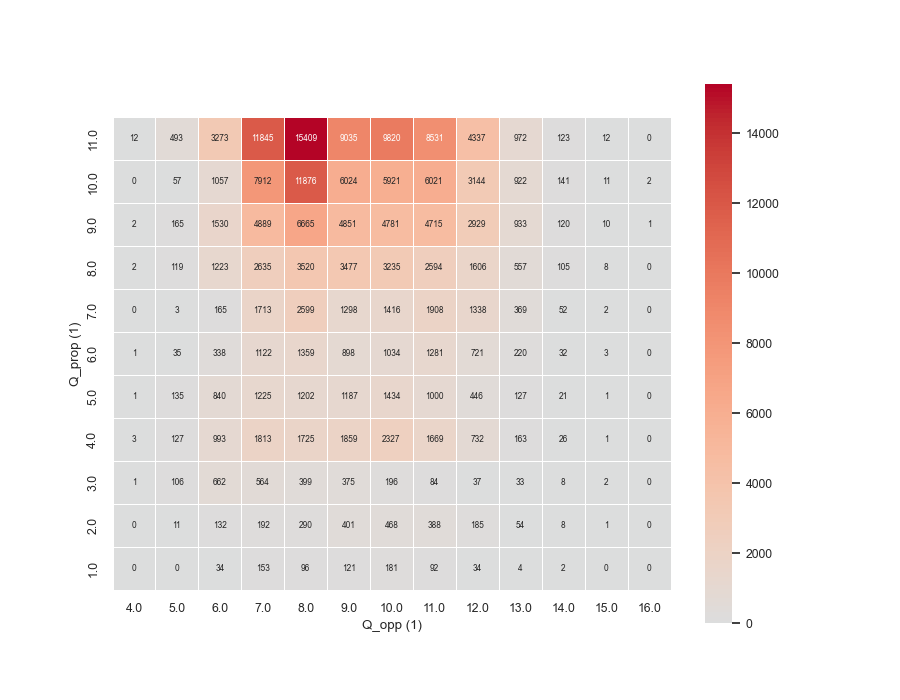 11.0 12 493 3273 11845 15409 9035 9820 8531 4337 972 123 12 0
10.0 0 57 1057 7912 11876 6024 5921 6021 3144 922 141 11 2
9.0 2 165 1530 4889 6665 4851 4781 4715 2929 933 120 10 1
8.0 2 119 1223 2635 3520 3477 3235 2594 1606 557 105 8 0
7.0 0 3 165 1713 2599 1298 1416 1908 1338 369 52 2 0
6.0 1 35 338 1122 1359 898 1034 1281 721 220 32 3 0
5.0 1 135 840 1225 1202 1187 1434 1000 446 127 21 1 0
4.0 3 127 993 1813 1725 1859 2327 1669 732 163 26 1 0
3.0 1 106 662 564 399 375 196 84 37 33 8 2 0
2.0 0 11 132 192 290 401 468 388 185 54 8 1 0
1.0 0 0 34 153 96 121 181 92 34 4 2 0 0
4.0 5.0 6.0 7.0 8.0 9.0 10.0 11.0 12.0 13.0 14.0 15.0 16.0
Q_opp (1)
Q_prop (1)
14000
12000
10000
8000
6000
4000
2000
0